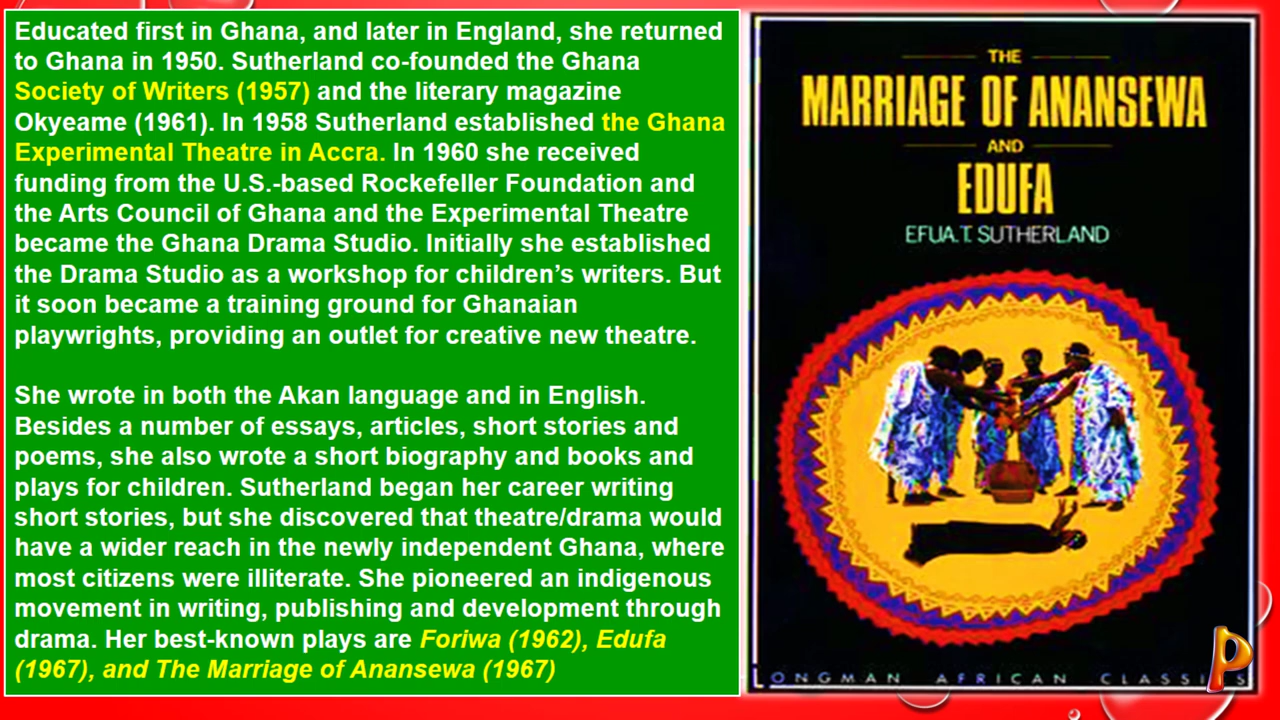 Educated first in Ghana, and later in England, she returned
to Ghana in 1950. Sutherland co-founded the Ghana
Society of Writers (1957) and the literary magazine
Okyeame (1961). In 1958 Sutherland established the Ghana
Experimental Theatre in Accra. In 1960 she received
funding from the U.S.-based Rockefeller Foundation and
the Arts Council of Ghana and the Experimental Theatre
became the Ghana Drama Studio. Initially she established
the Drama Studio as a workshop for children’s writers. But
it soon became a training ground for Ghanaian
playwrights, providing an outlet for creative new theatre.
She wrote in both the Akan language and in English.
Besides a number of essays, articles, short stories and
poems, she also wrote a short biography and books and
plays for children. Sutherland began her career writing
short stories, but she discovered that theatre/drama would
have a wider reach in the newly independent Ghana, where
most citizens were illiterate. She pioneered an indigenous
movement in writing, publishing and development through
drama. Her best-known plays are Foriwa (1962), Edufa
(1967), and The Marriage of Anansewa (1967)
THE
MARRIAGE OF ANANSEWA
AND
EDUFA
EFUA.T. SUTHERLAND
LONGMAN AFRICAN CLASSICS
P